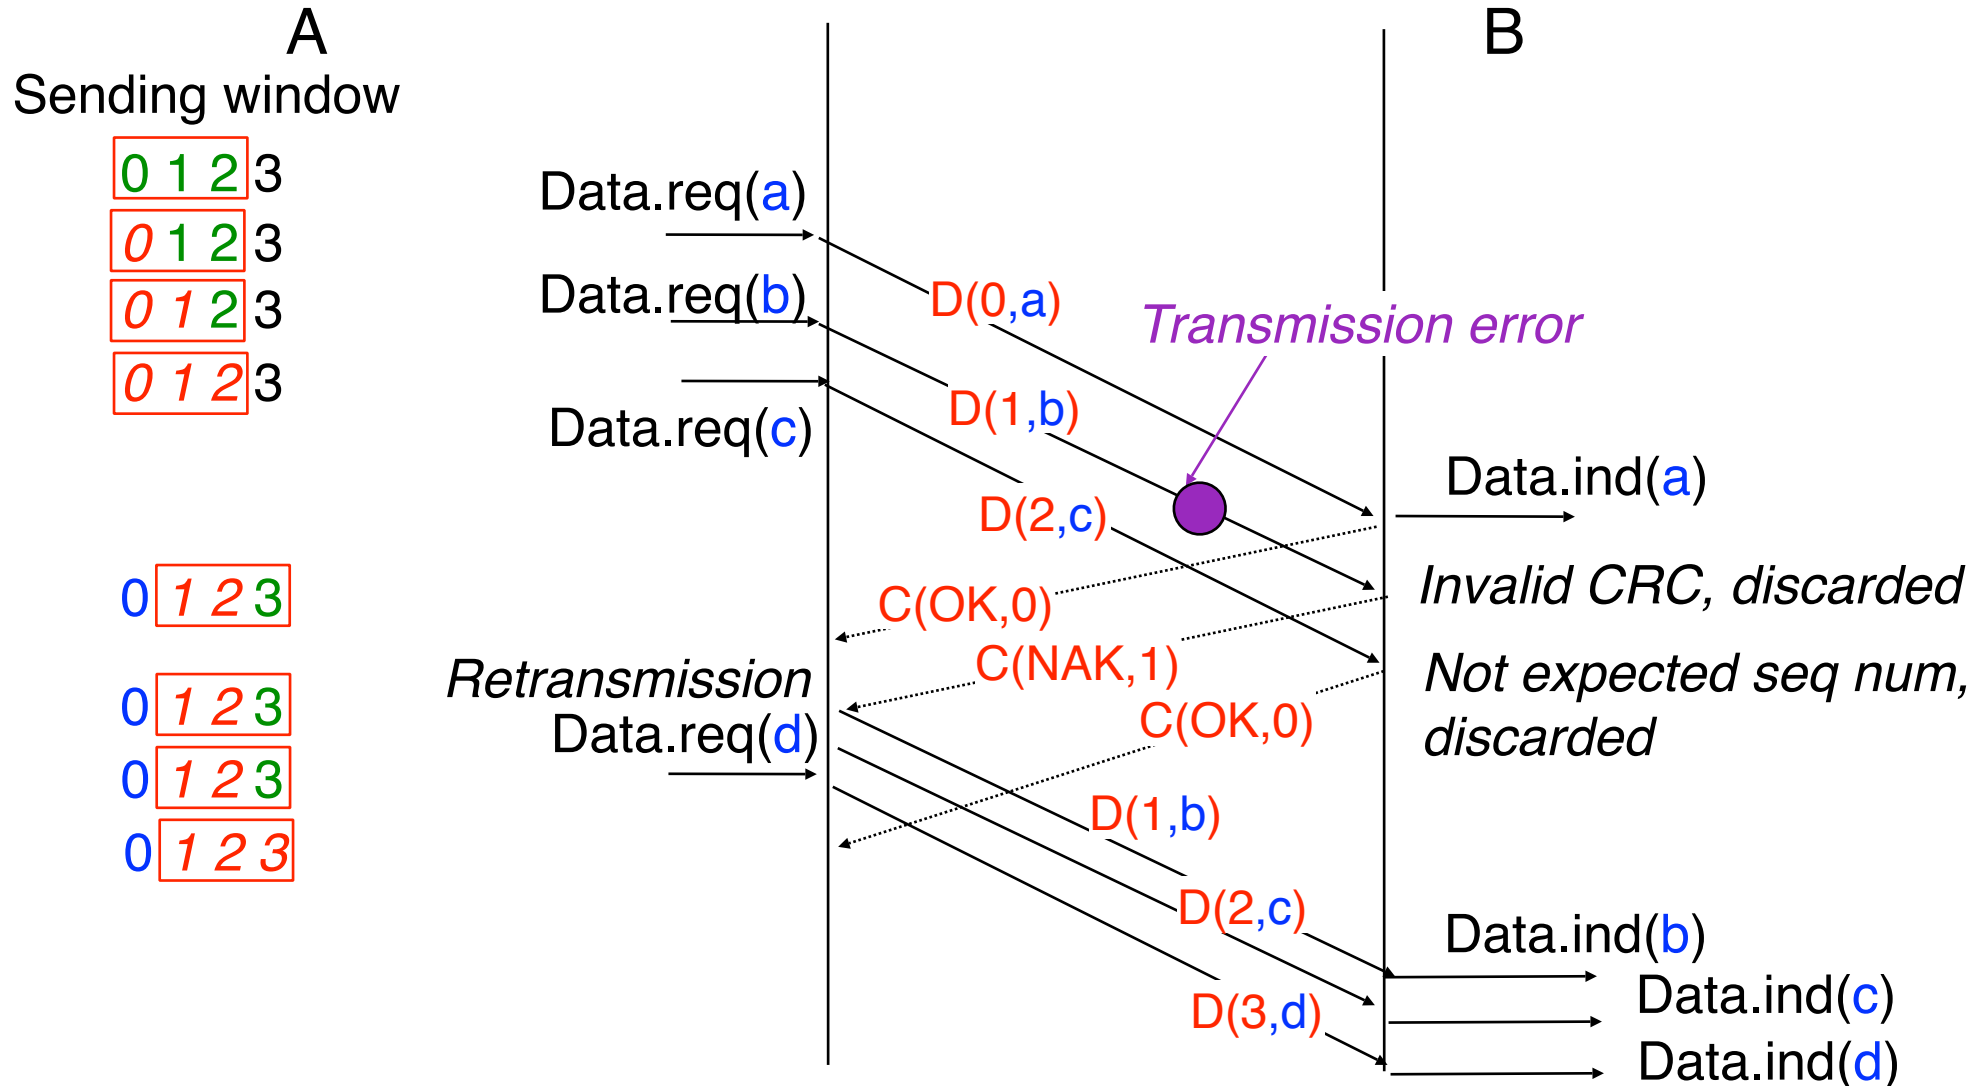 A
B
Sending window
0 1 2 3
0 1 2 3
0 1 2 3
0 1 2 3
0 1 2 3
0 1 2 3
0 1 2 3
0 1 2 3
Data.req(a)
Data.req(b)
Data.req(c)
Retransmission
Data.req(d)
D(0,a)
Transmission error
D(1,b)
D(2,c)
C(OK,0)
C(NAK,1)
C(OK,0)
D(1,b)
D(2,c)
D(3,d)
Data.ind(a)
Invalid CRC, discarded
Not expected seq num,
discarded
Data.ind(b)
Data.ind(c)
Data.ind(d)